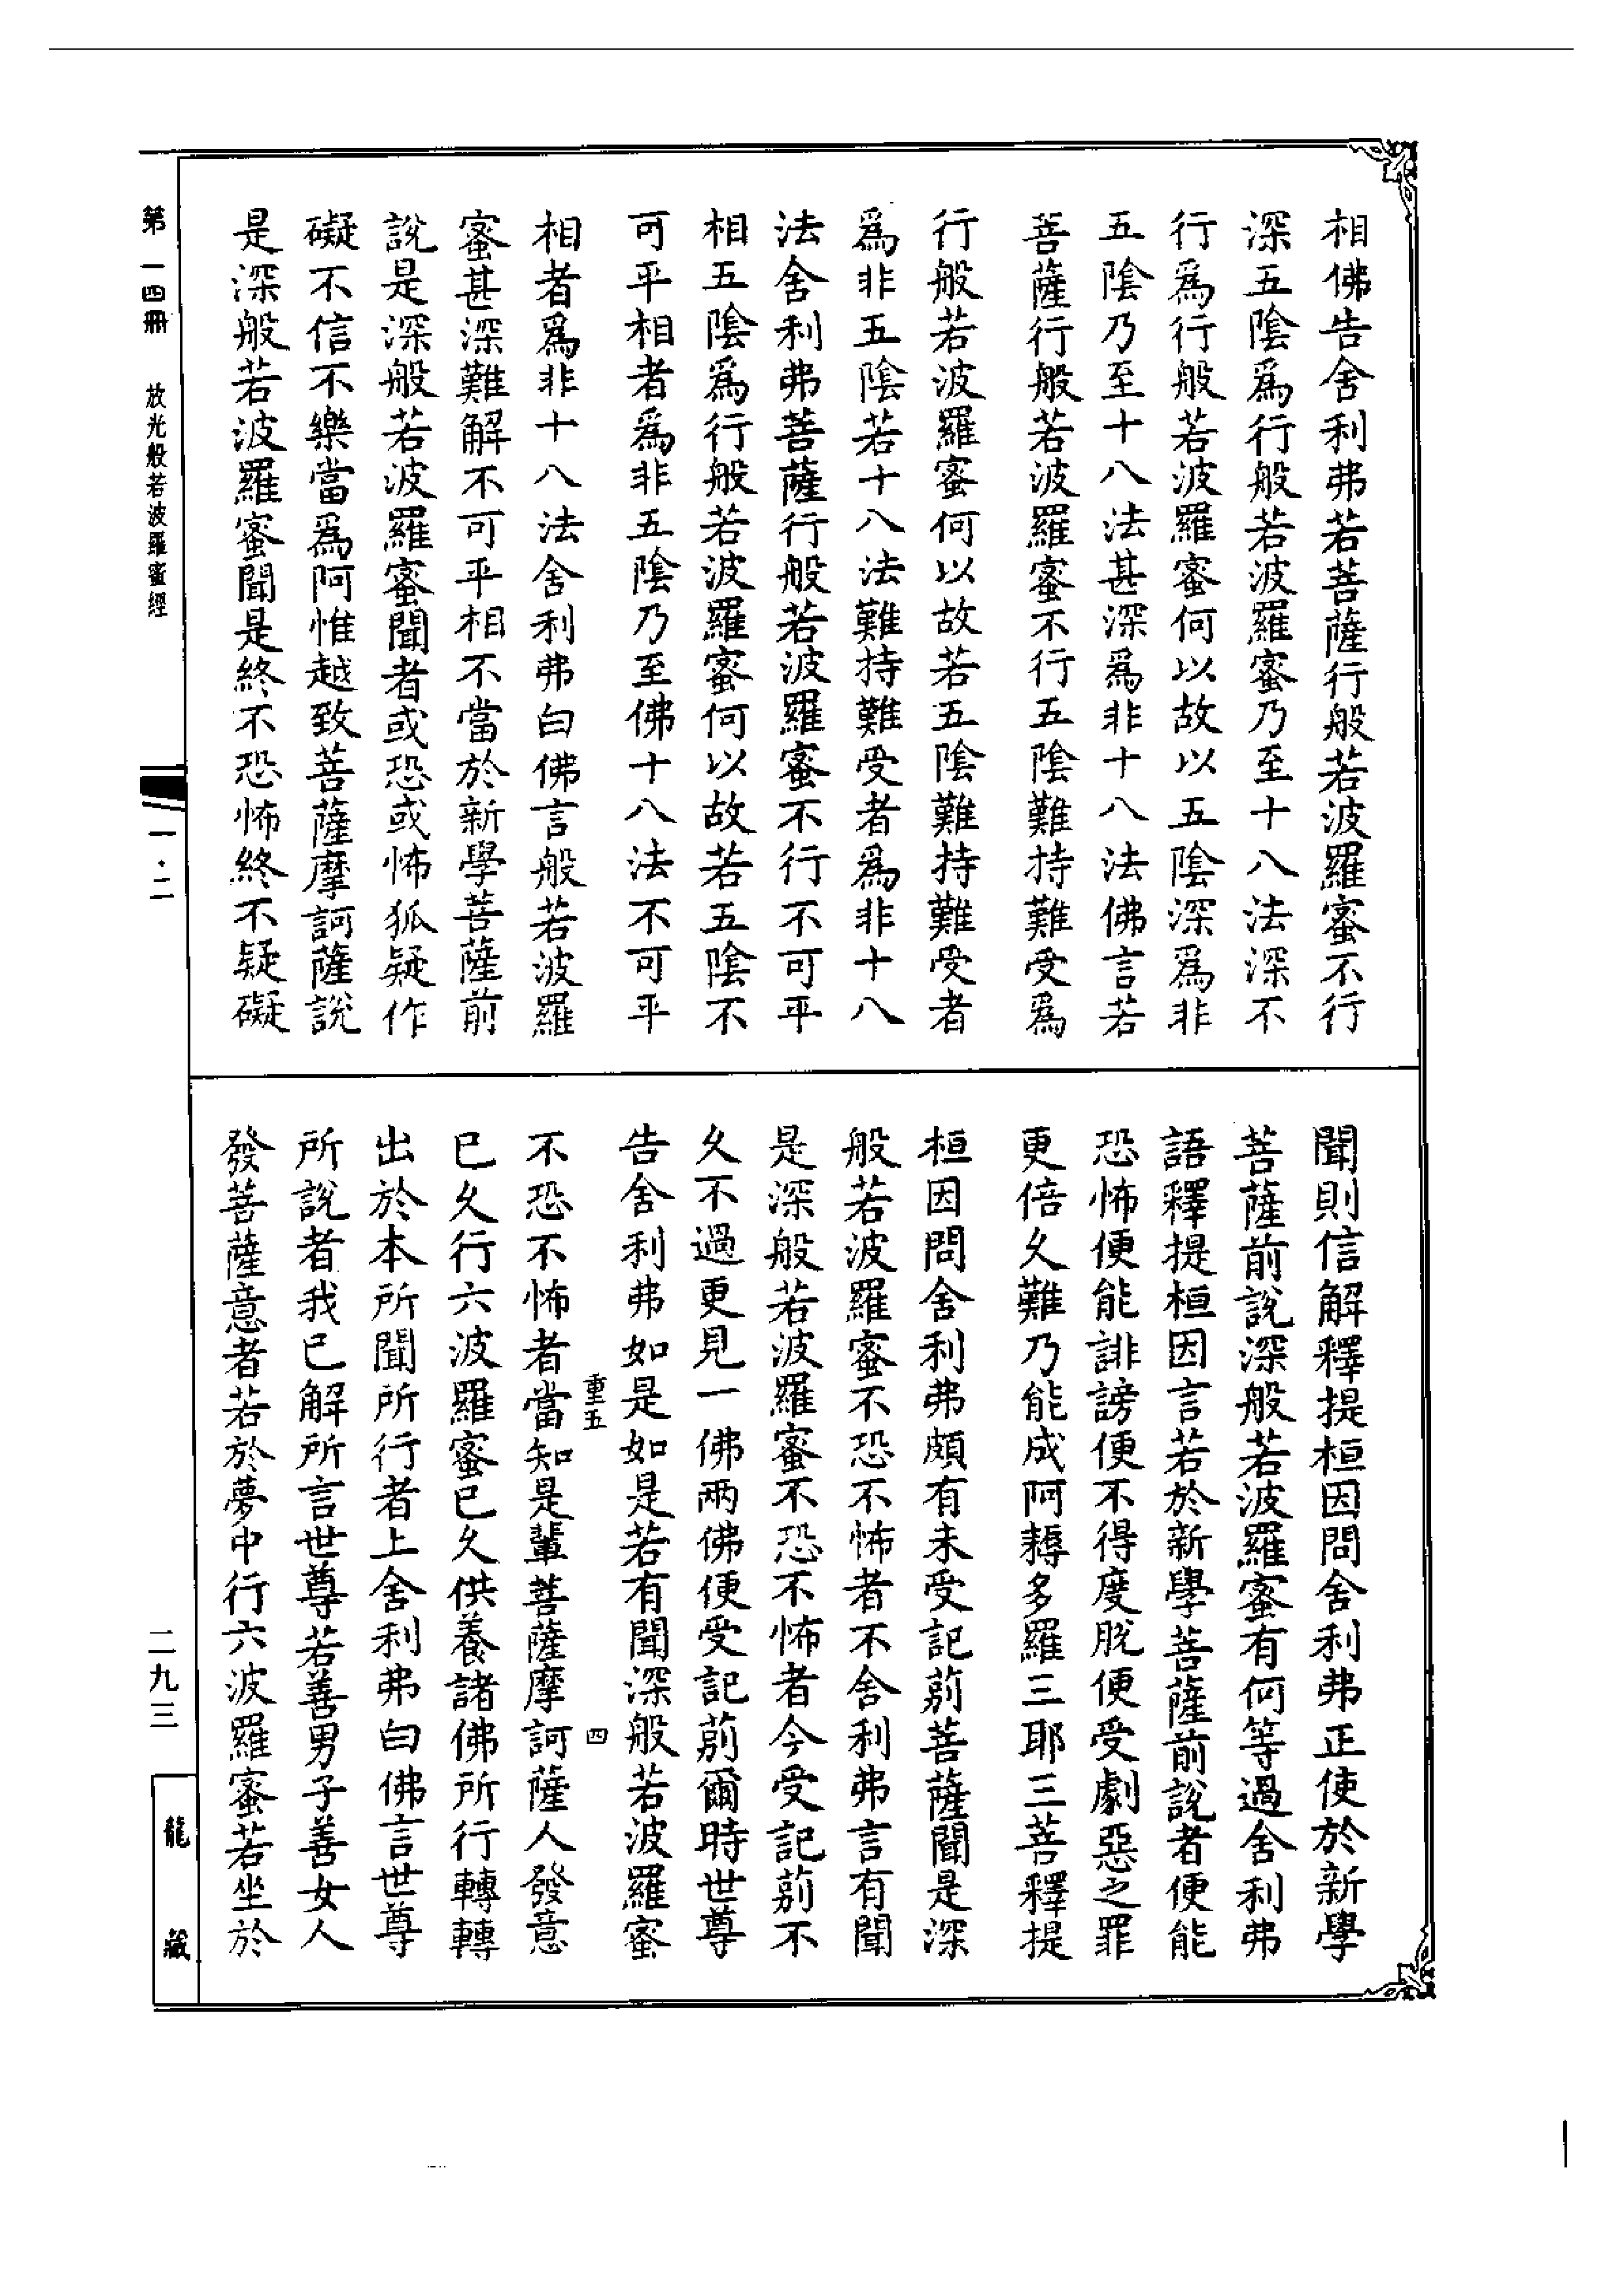 相佛告舍利弗若菩薩行般若波羅蜜不行
深五陰爲行般若波羅蜜乃至十八法深不
行爲行般若波羅蜜何以故以五陰深爲非
五陰乃至十八法甚深爲非十八法佛言若
菩薩行般若波羅蜜不行五陰難持難受爲
行般若波羅蜜何以故若五陰難持難受者
爲非五陰若十八法難持難受者爲非十八
法舍利弗菩薩行般若波羅蜜不行不可平
相五陰爲行般若波羅蜜何以故若五陰不
可平相者爲非五陰乃至佛十八法不可平
相者爲非十八法舍利弗白佛言般若波羅
蜜甚深難解不可平相不當於新學菩薩前
說是深般若波羅蜜聞者或恐或怖狐疑作
礙不信不樂當爲阿惟越致菩薩摩訶薩說
是深般若波羅蜜聞是終不恐怖終不疑礙
聞則信解釋提桓因問舍利弗正使於新學
菩薩前說深般若波羅蜜有何等過舍利弗
語釋提桓因言若於新學菩薩前說者便能
恐怖便能誹謗便不得度脫便受劇惡之罪
更倍久難乃能成阿耨多羅三耶三菩釋提
桓因問舍利弗頗有未受記莂菩薩聞是深
般若波羅蜜不恐不怖者不舍利弗言有聞
是深般若波羅蜜不恐不怖者今受記莂不
久不過更見一佛兩佛便受記莂爾時世尊
告舍利弗如是如是若有聞深般若波羅蜜
重五
四
不恐不怖者當知是輩菩薩摩訶薩人發意
已久行六波羅蜜已久供養諸佛所行轉轉
出於本所聞所行者上舍利弗白佛言世尊
所說者我已解所言世尊若善男子善女人
發菩薩意者若於夢中行六波羅蜜若坐於
第一四冊 放光般若波羅蜜經
一·二
二九三
龍藏